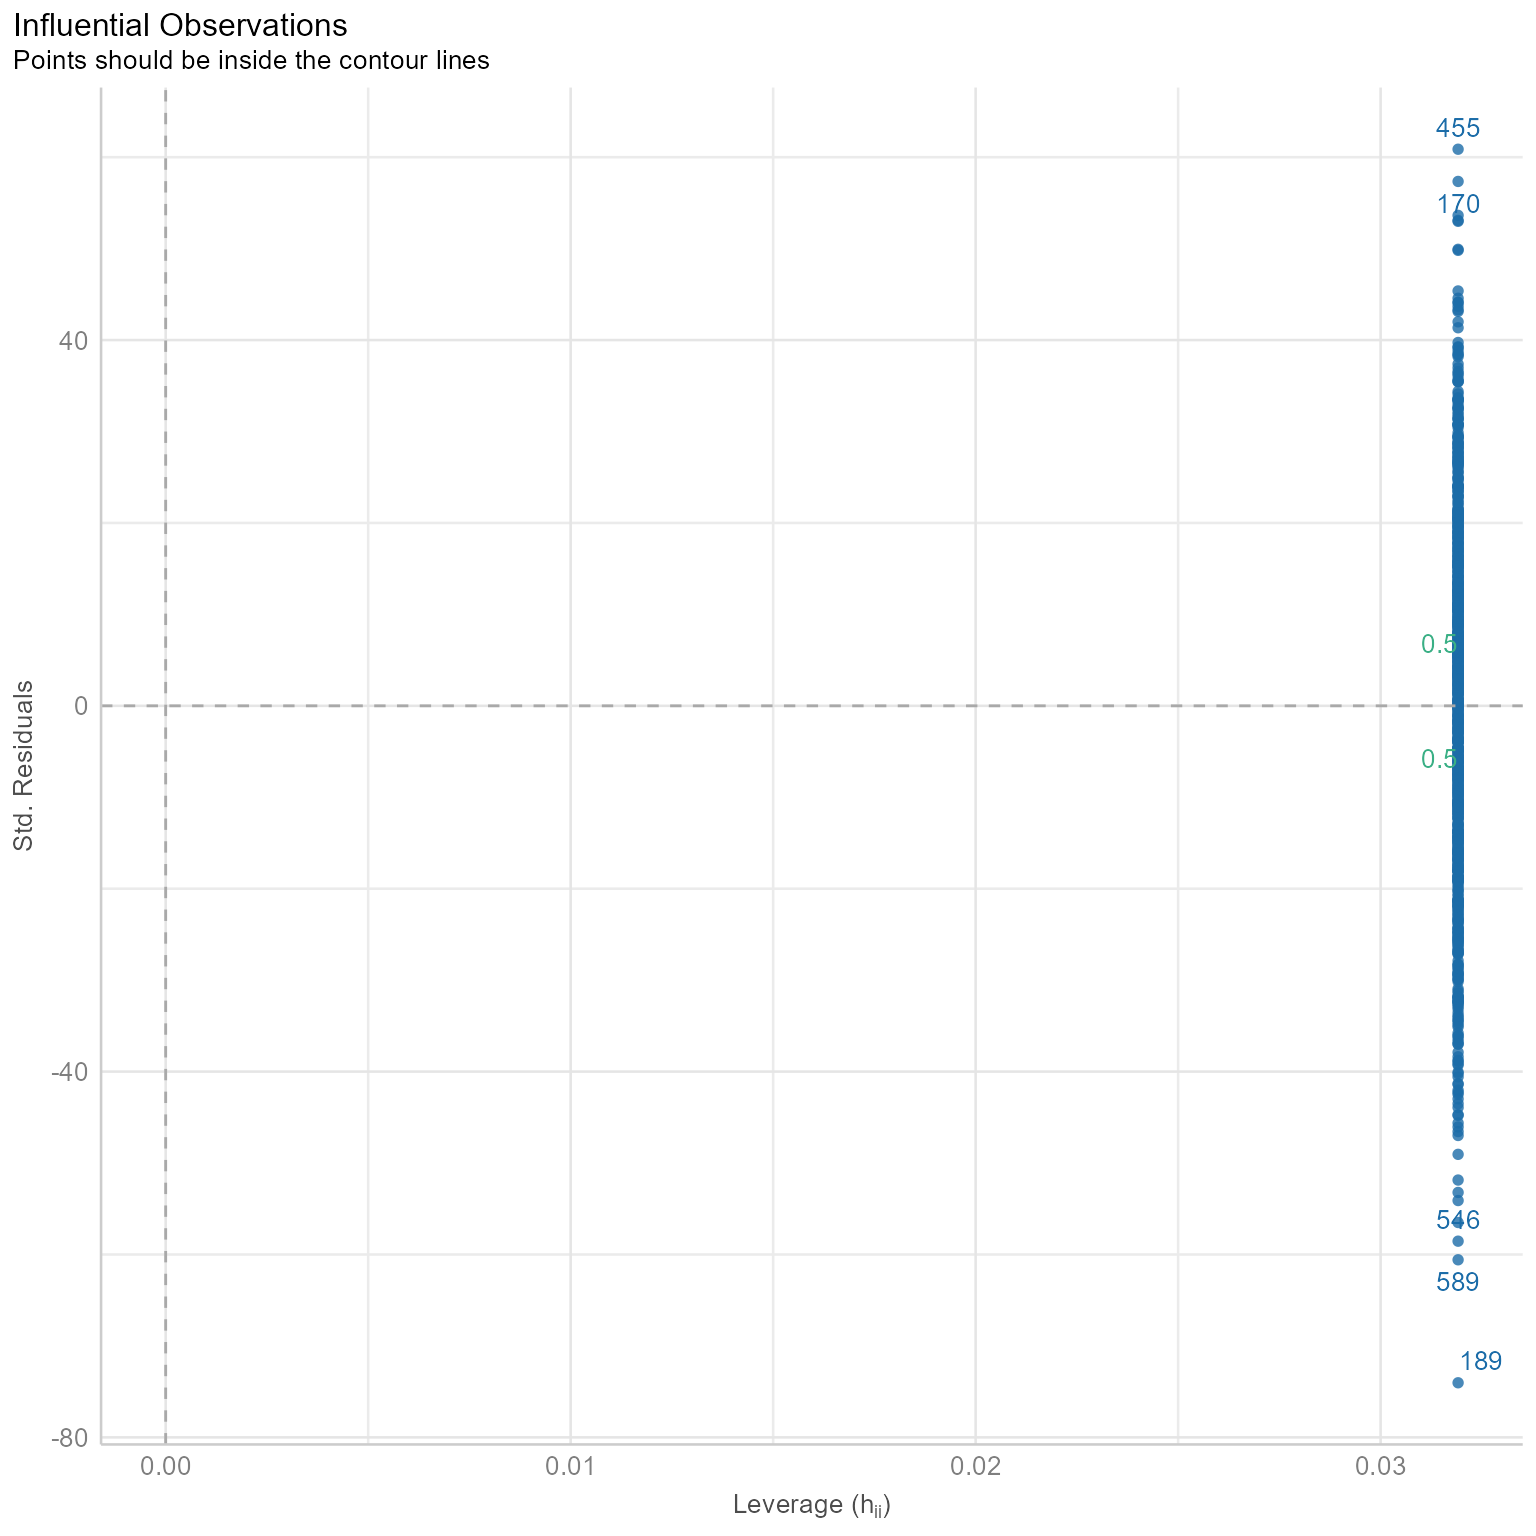 Influential Observations
Points should be inside the contour lines
455
170
40
0.5
0
0.5
-40
546
589
189
-80
0.00 0.01 0.02 0.03
Std. Residuals
Leverage (hii)